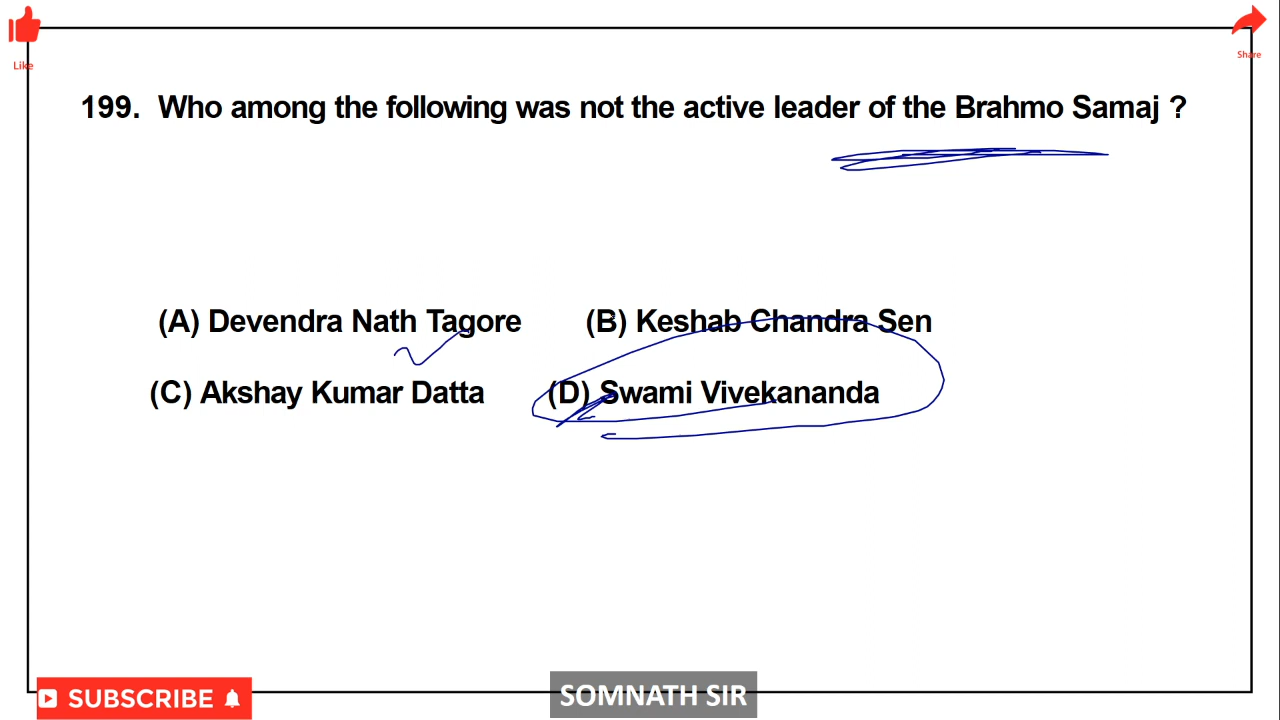 Like
Share
199. Who among the following was not the active leader of the Brahmo Samaj ?
(A) Devendra Nath Tagore (B) Keshab Chandra Sen
(C) Akshay Kumar Datta (D) Swami Vivekananda
SUBSCRIBE
SOMNATH SIR